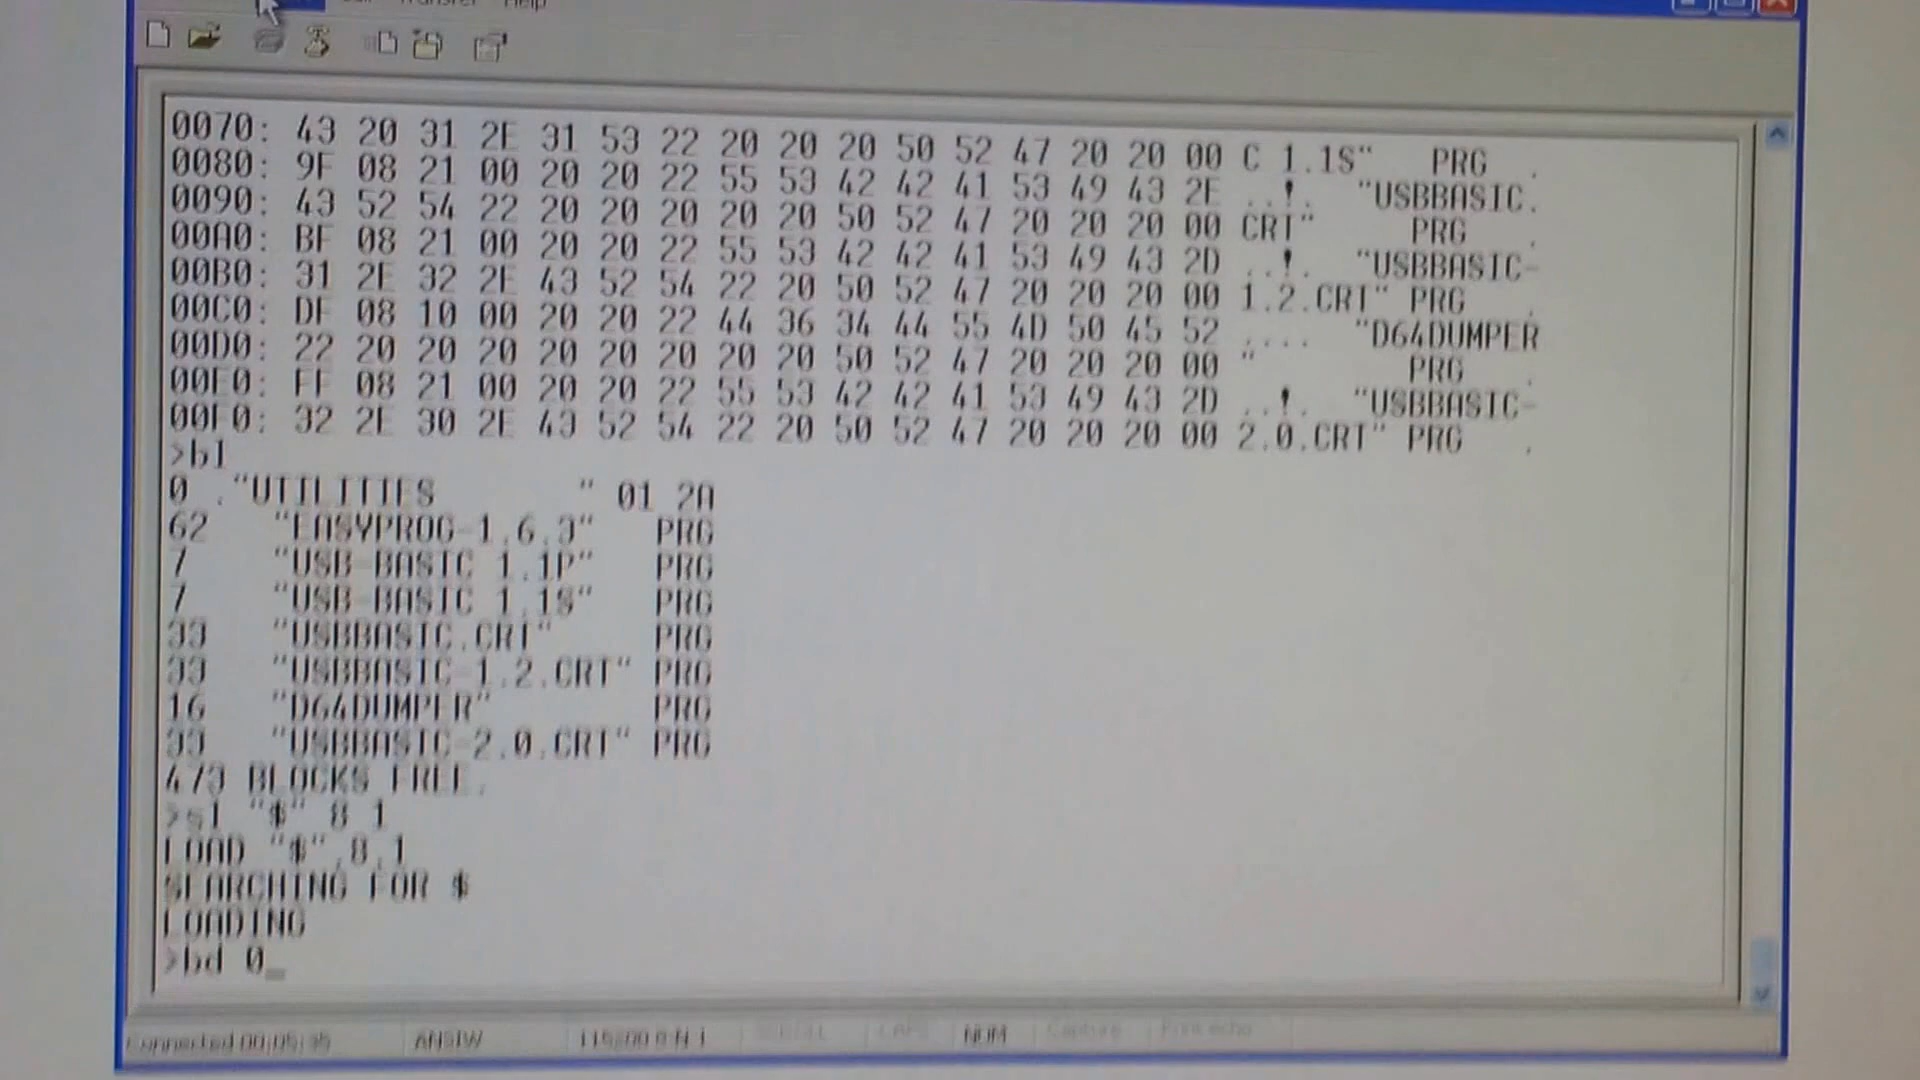 Transfer Help
0070: 43 20 31 2E 31 53 22 20 20 20 50 52 47 20 20 00 C 1.1S" PRG .
0080: 9F 08 21 00 20 20 22 55 53 42 42 41 53 49 43 2E ..!. "USBBASIC.
0090: 43 52 54 22 20 20 20 20 20 50 52 47 20 20 20 00 CRT" PRG .
00A0: BF 08 21 00 20 20 22 55 53 42 42 41 53 49 43 2D ..!. "USBBASIC-
00B0: 31 2E 32 2E 43 52 54 22 20 50 52 47 20 20 20 00 1.2.CRT" PRG .
00C0: DF 08 10 00 20 20 22 44 36 34 44 55 4D 50 45 52 .... "D64DUMPER
00D0: 22 20 20 20 20 20 20 20 20 50 52 47 20 20 20 00 " PRG .
00E0: FF 08 21 00 20 20 22 55 53 42 42 41 53 49 43 2D ..!. "USBBASIC-
00F0: 32 2E 30 2E 43 52 54 22 20 50 52 47 20 20 20 00 2.0.CRT" PRG .
>b1
0 ."UTILITIES " 01 2A
62 "EASYPROG-1.6.3" PRG
7 "USB-BASIC 1.1P" PRG
7 "USB-BASIC 1.1S" PRG
33 "USBBASIC.CRT" PRG
33 "USBBASIC-1.2.CRT" PRG
16 "D64DUMPER" PRG
33 "USBBASIC-2.0.CRT" PRG
473 BLOCKS FREE.
>s1 "$" 8 1
LOAD "$",8,1
SEARCHING FOR $
LOADING
>bd 0_
Connected ANSIW 115200 8-N-1 NUM Capture Print echo